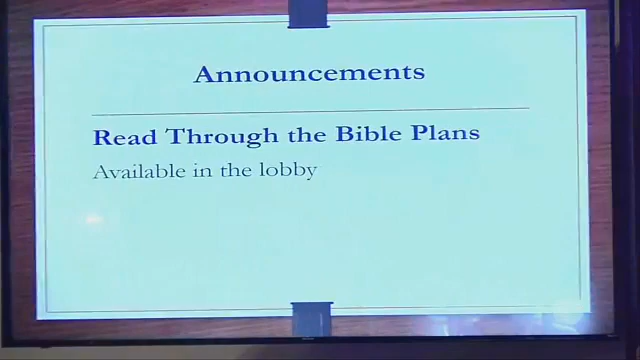 Announcements
Read Through the Bible Plans
Available in the lobby